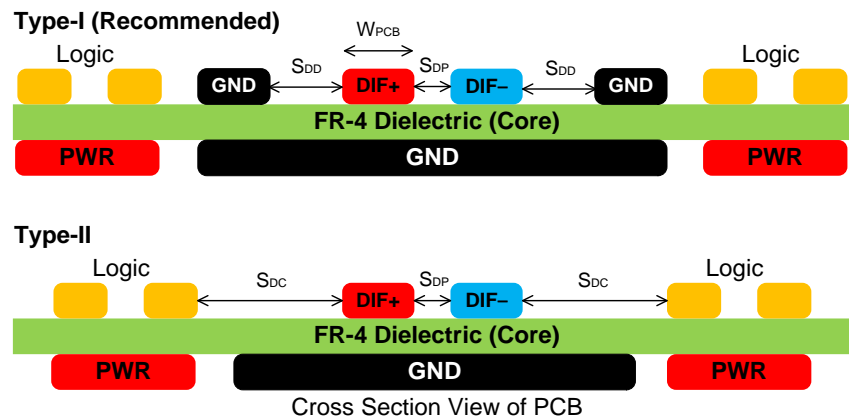 Type-I (Recommended)
WPCB
Logic
SDD
SDP
SDD
Logic
GND
DIF+
DIF–
GND
FR-4 Dielectric (Core)
PWR
GND
PWR
Type-II
Logic
SDC
SDP
SDC
Logic
DIF+
DIF–
FR-4 Dielectric (Core)
PWR
GND
PWR
Cross Section View of PCB